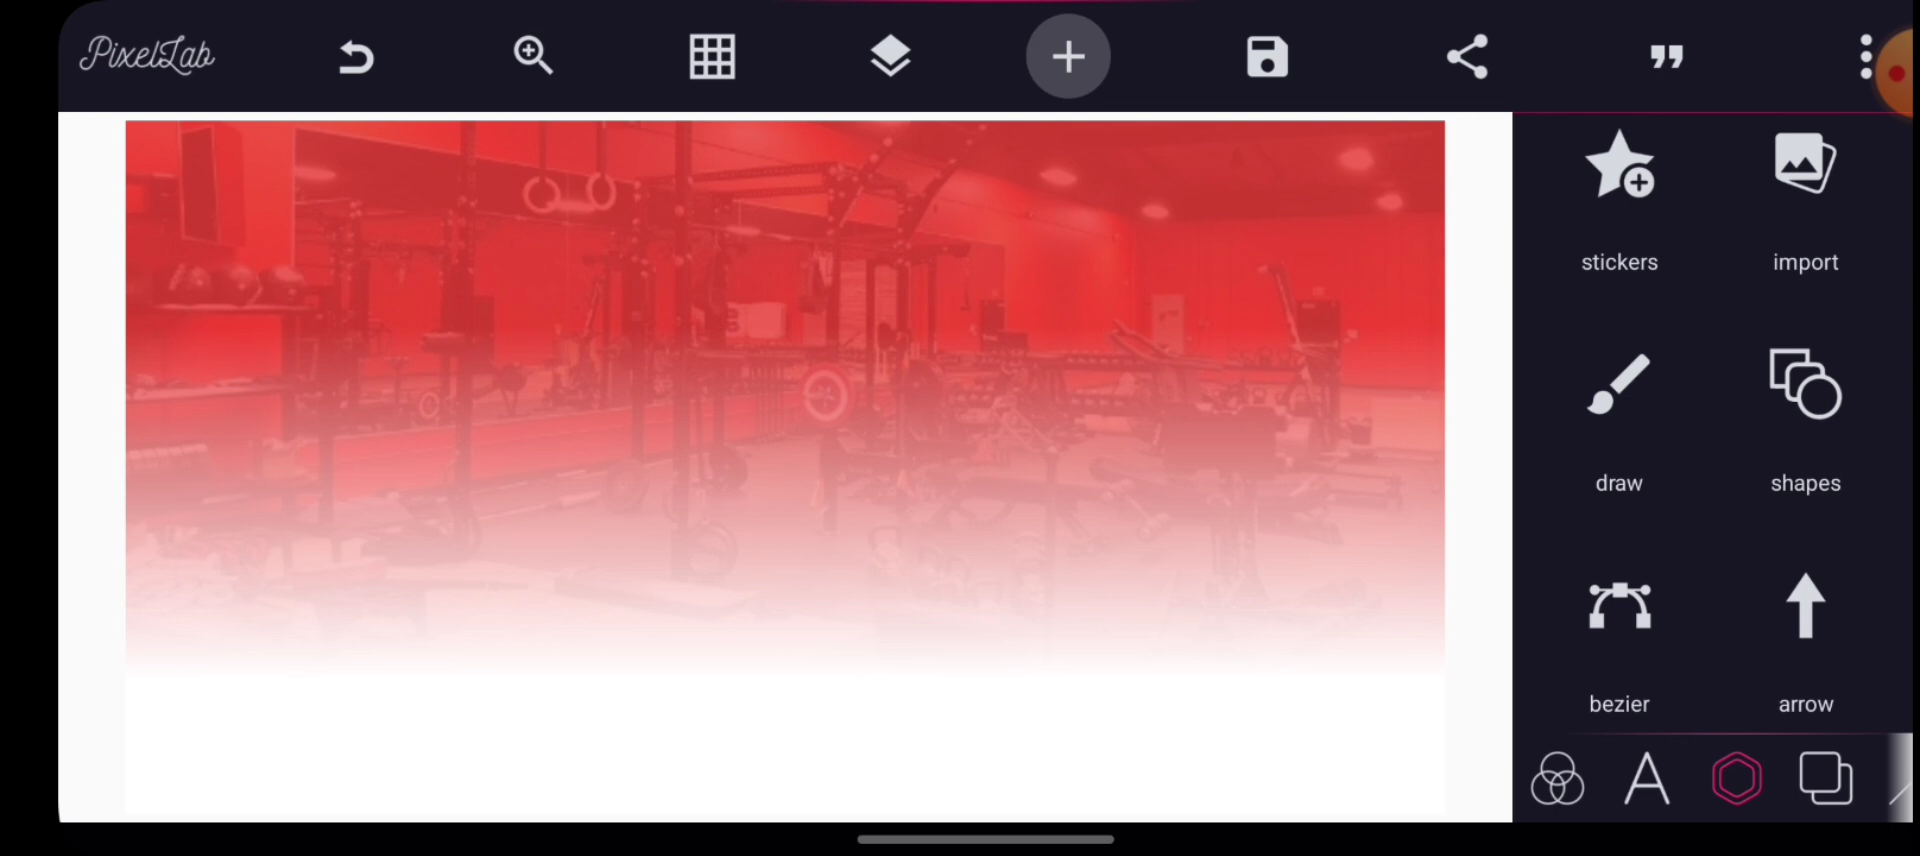 PixelLab
stickers
import
draw
shapes
bezier
arrow